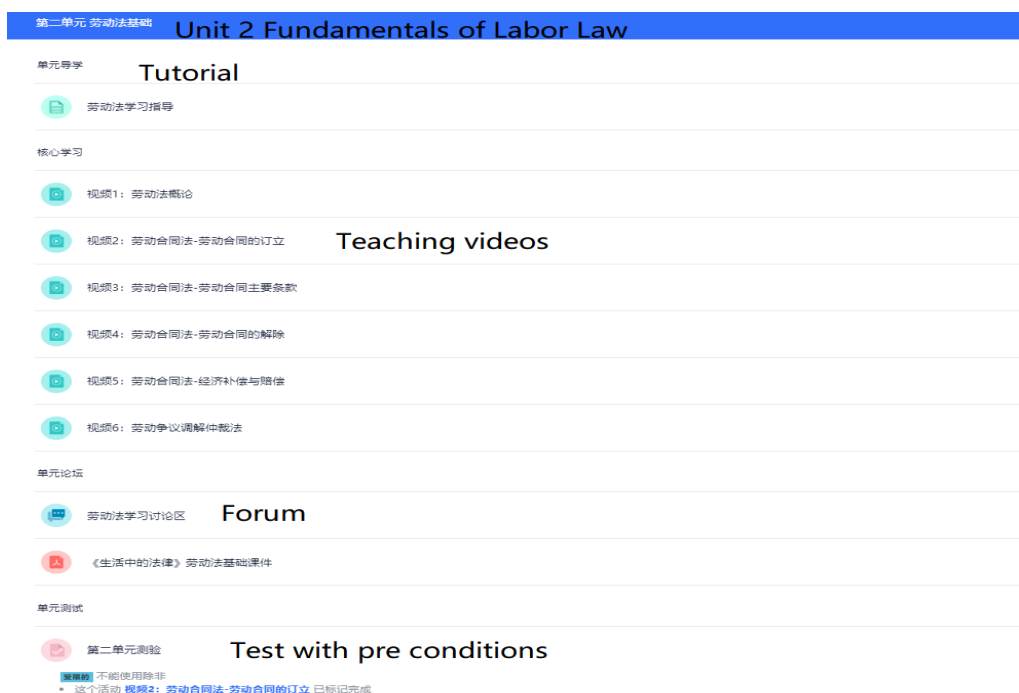 第二单元 劳动法基础 Unit 2 Fundamentals of Labor Law
单元导学 Tutorial
劳动法学习指导
核心学习
视频1：劳动法概论
视频2：劳动合同法-劳动合同的订立 Teaching videos
视频3：劳动合同法-劳动合同主要条款
视频4：劳动合同法-劳动合同的解除
视频5：劳动合同法-经济补偿与赔偿
视频6：劳动争议调解仲裁法
单元论坛
劳动法学习讨论区 Forum
《生活中的法律》劳动法基础课件
单元测试
第二单元测验 Test with pre conditions
受限的 不能使用除非
• 这个活动 视频2：劳动合同法-劳动合同的订立 已标记完成